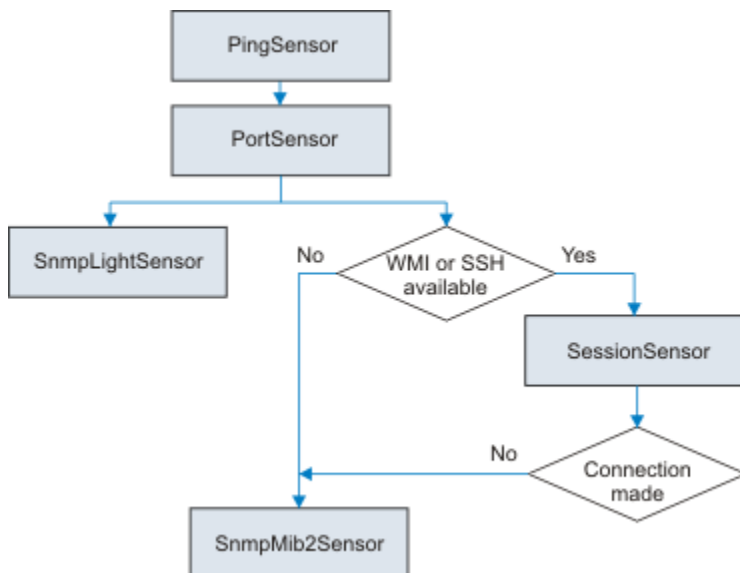 PingSensor
PortSensor
SnmpLightSensor
No
WMI or SSH
available
Yes
SessionSensor
No
Connection
made
SnmpMib2Sensor